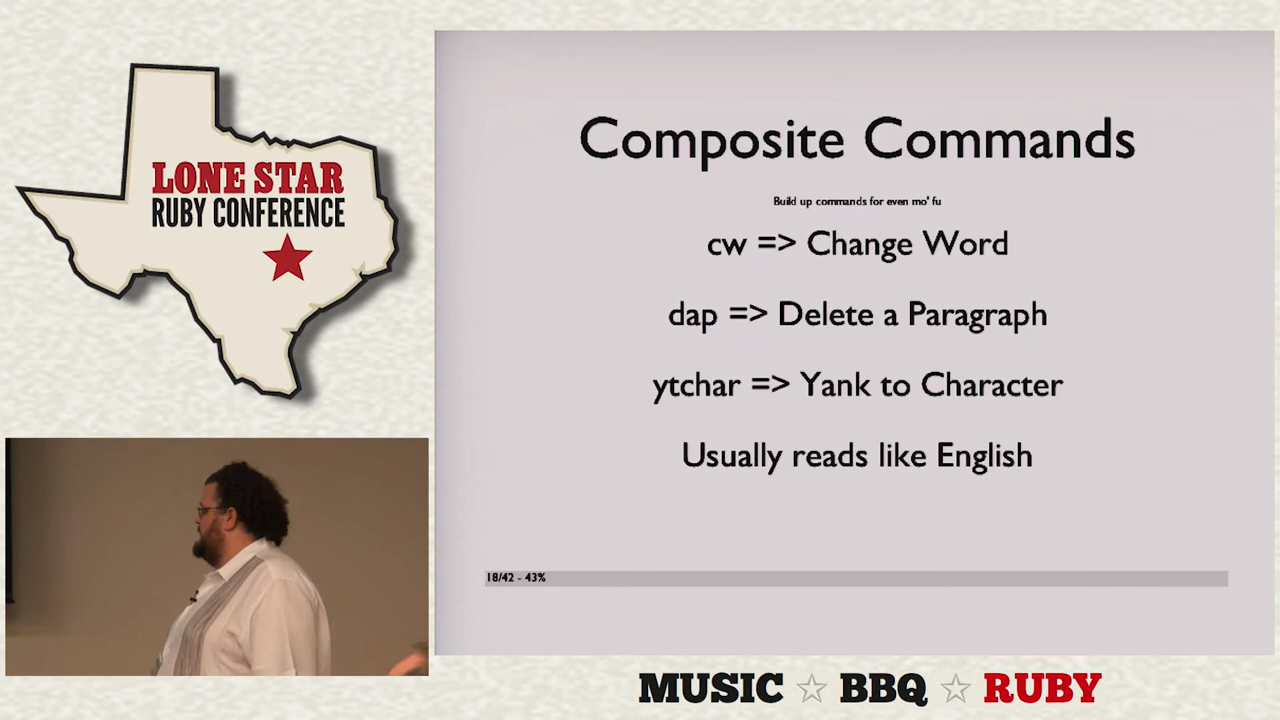 LONE STAR
RUBY CONFERENCE
Composite Commands
Build up commands for even mo' fu
cw => Change Word
dap => Delete a Paragraph
ytchar => Yank to Character
Usually reads like English
18/42 - 43%
MUSIC ☆ BBQ ☆ RUBY